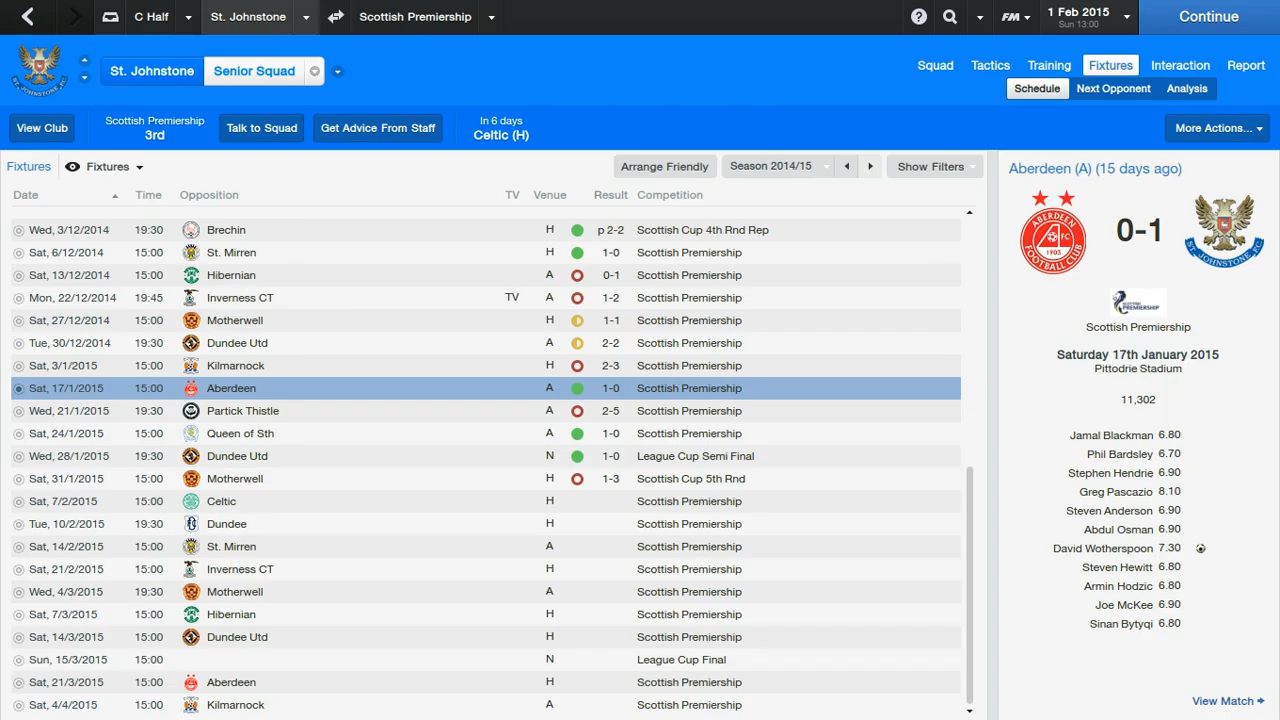 C Half St. Johnstone Scottish Premiership ? FM 1 Feb 2015 Sun 13:00 Continue
St. Johnstone Senior Squad Squad Tactics Training Fixtures Interaction Report
Schedule Next Opponent Analysis
View Club Scottish Premiership 3rd Talk to Squad Get Advice From Staff In 6 days Celtic (H) More Actions...
Fixtures Fixtures Arrange Friendly Season 2014/15 Show Filters
Date Time Opposition TV Venue Result Competition
Wed, 3/12/2014 19:30 Brechin H p 2-2 Scottish Cup 4th Rnd Rep
Sat, 6/12/2014 15:00 St. Mirren H 1-0 Scottish Premiership
Sat, 13/12/2014 15:00 Hibernian A 0-1 Scottish Premiership
Mon, 22/12/2014 19:45 Inverness CT TV A 1-2 Scottish Premiership
Sat, 27/12/2014 15:00 Motherwell H 1-1 Scottish Premiership
Tue, 30/12/2014 19:30 Dundee Utd A 2-2 Scottish Premiership
Sat, 3/1/2015 15:00 Kilmarnock H 2-3 Scottish Premiership
Sat, 17/1/2015 15:00 Aberdeen A 1-0 Scottish Premiership
Wed, 21/1/2015 19:30 Partick Thistle A 2-5 Scottish Premiership
Sat, 24/1/2015 15:00 Queen of Sth A 1-0 Scottish Premiership
Wed, 28/1/2015 15:00 Dundee Utd N 1-0 League Cup Semi Final
Sat, 31/1/2015 15:00 Motherwell H 1-3 Scottish Cup 5th Rnd
Sat, 7/2/2015 15:00 Celtic H Scottish Premiership
Tue, 10/2/2015 19:30 Dundee H Scottish Premiership
Sat, 14/2/2015 15:00 St. Mirren A Scottish Premiership
Sat, 21/2/2015 15:00 Inverness CT H Scottish Premiership
Wed, 4/3/2015 19:30 Motherwell A Scottish Premiership
Sat, 7/3/2015 15:00 Hibernian H Scottish Premiership
Sat, 14/3/2015 15:00 Dundee Utd H Scottish Premiership
Sun, 15/3/2015 15:00 N League Cup Final
Sat, 21/3/2015 15:00 Aberdeen H Scottish Premiership
Sat, 4/4/2015 15:00 Kilmarnock A Scottish Premiership
Aberdeen (A) (15 days ago)
ABERDEEN FC 1903 FOOTBALL CLUB
0-1
ST. JOHNSTONE FC
SCOTTISH PREMIERSHIP
Scottish Premiership
Saturday 17th January 2015
Pittodrie Stadium
11,302
Jamal Blackman 6.80
Phil Bardsley 6.70
Stephen Hendrie 6.90
Greg Pascazio 8.10
Steven Anderson 6.90
Abdul Osman 6.90
David Wotherspoon 7.30
Steven Hewitt 6.80
Armin Hodzic 6.80
Joe McKee 6.90
Sinan Bytyqi 6.80
View Match